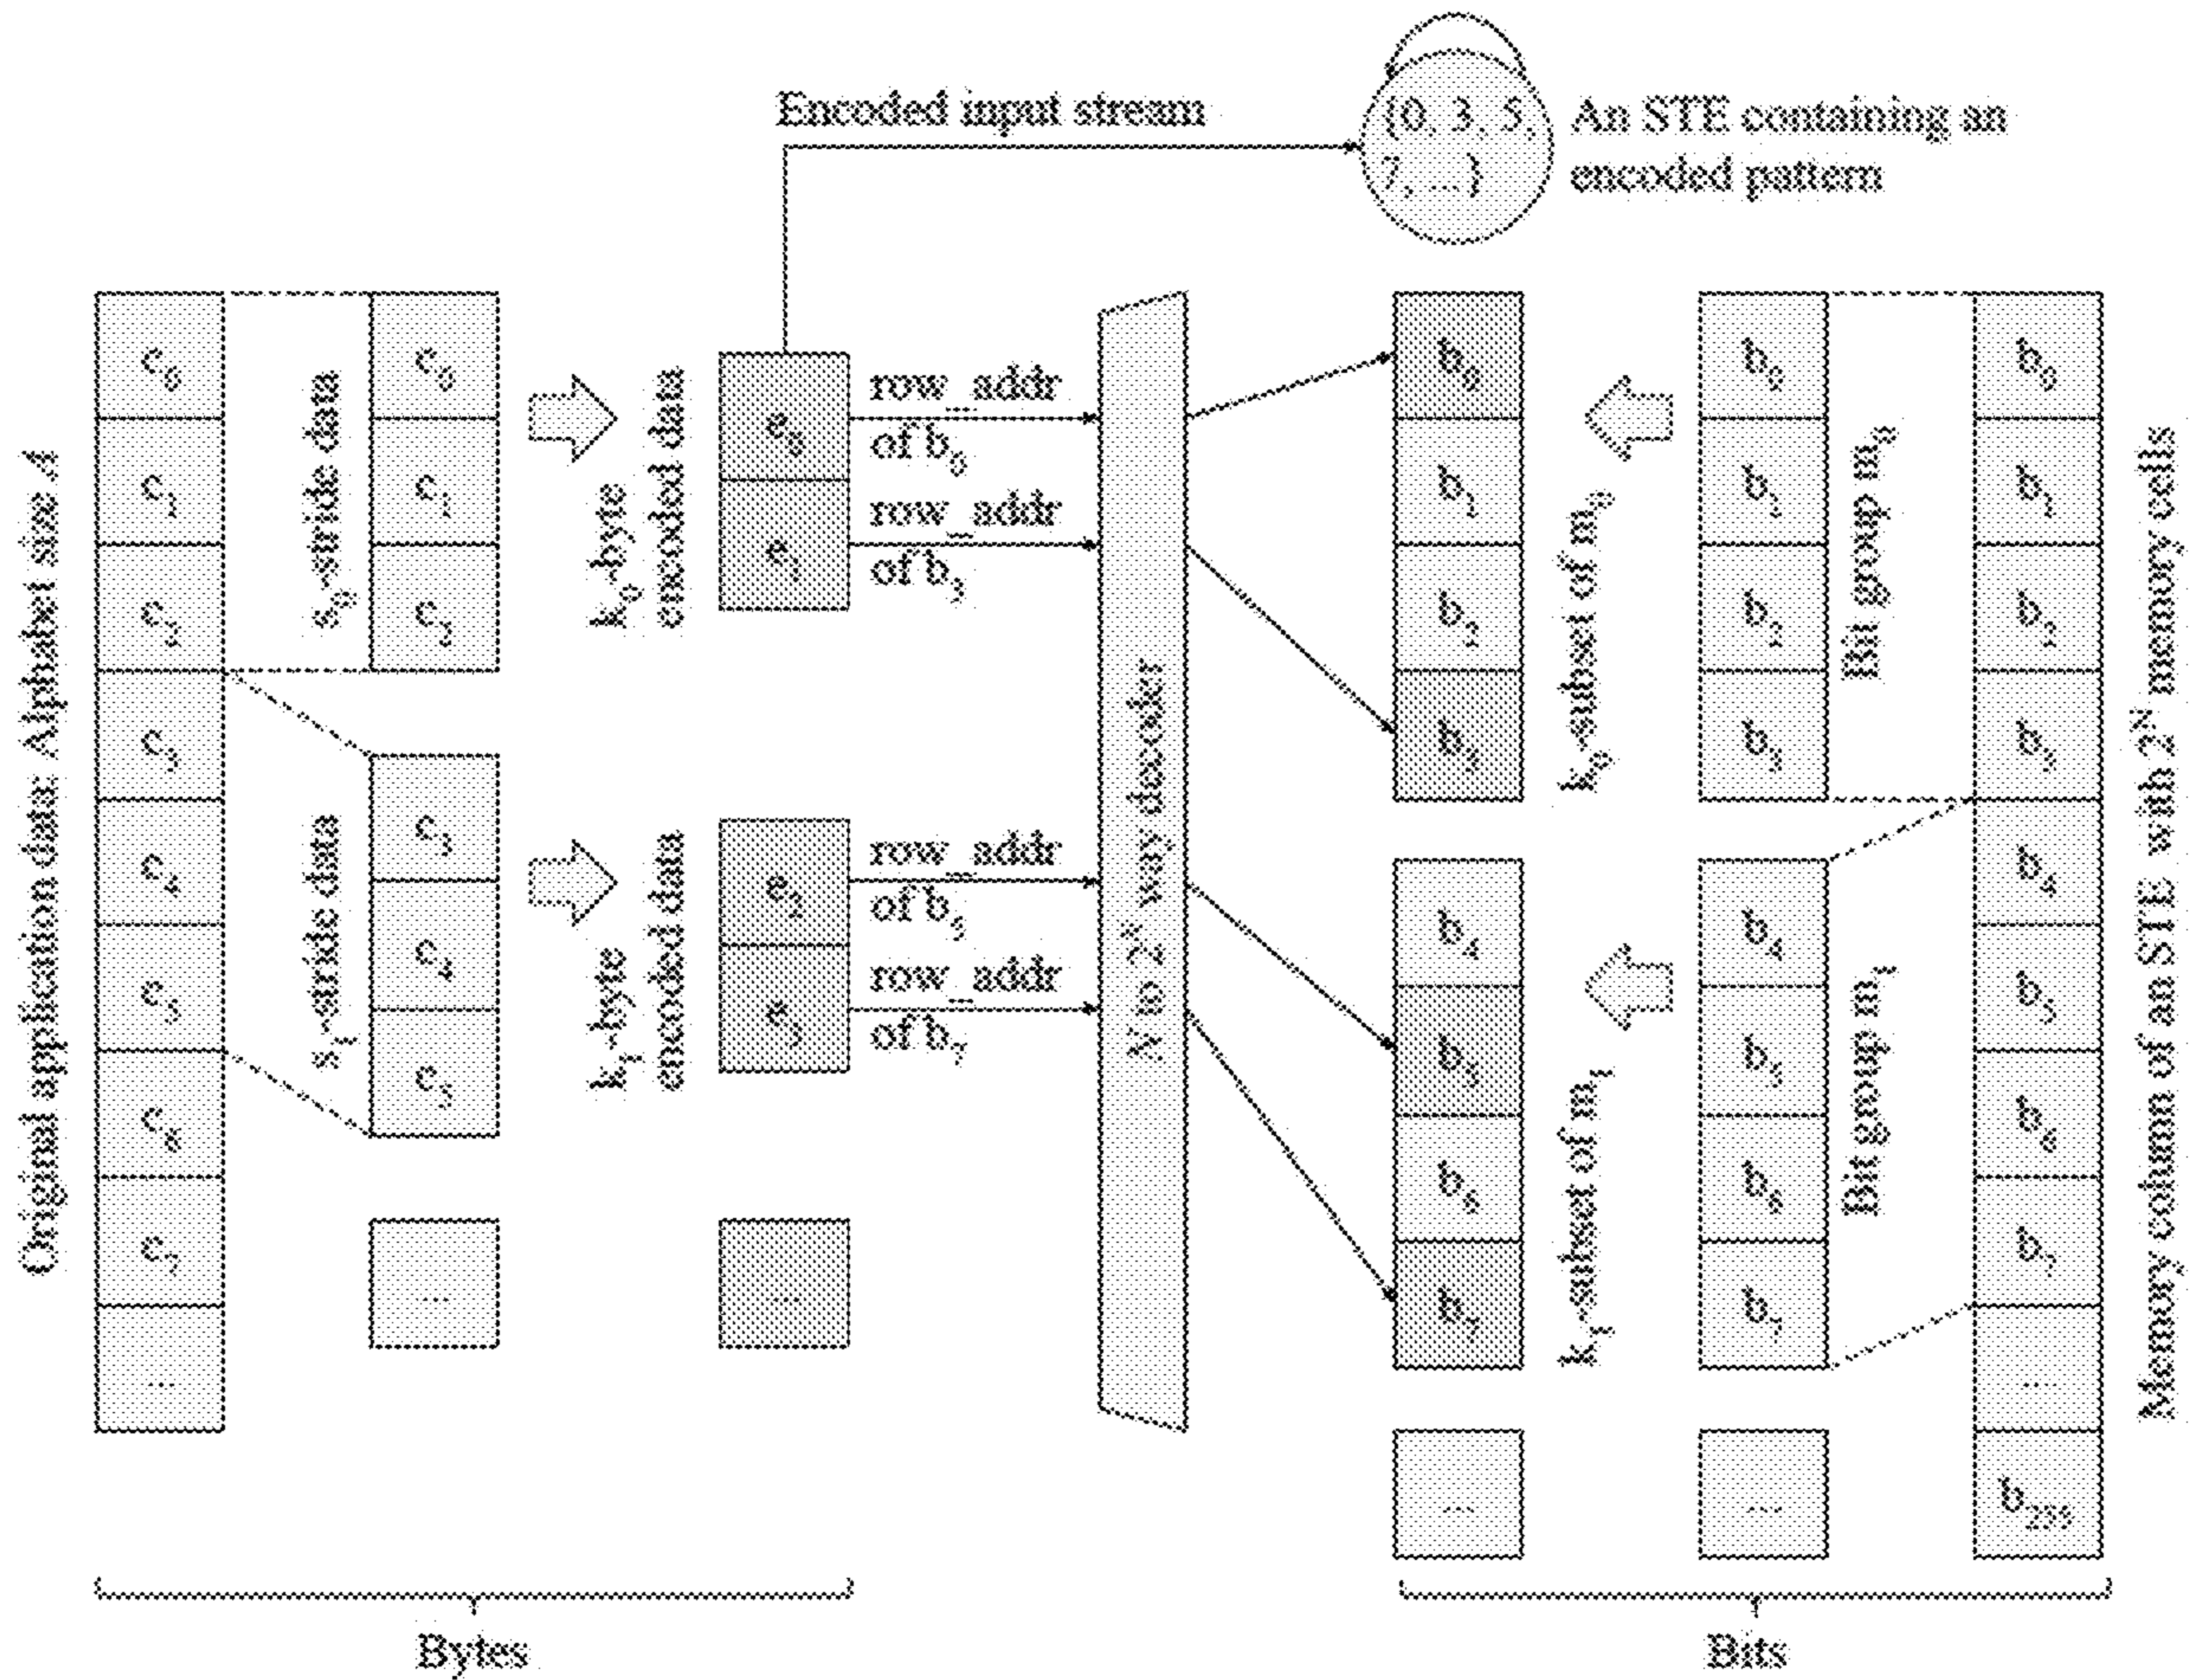 Encoded input stream
{0, 3, 5,
7, ...}
An STE containing an
encoded pattern
Original application data: Alphabet size A
c₀
c₁
c₂
c₃
c₄
c₅
c₆
c₇
...
s₀-stride data
c₀
c₁
c₂
s₁-stride data
c₃
c₄
c₅
...
k₀-byte
encoded data
e₀
e₁
k₁-byte
encoded data
e₂
e₃
...
row_addr
of b₀
row_addr
of b₃
row_addr
of b₅
row_addr
of b₇
N to 2ᴺ way decoder
b₀
b₁
b₂
b₃
b₄
b₅
b₆
b₇
...
k₀-subset of m₀
k₁-subset of m₁
b₀
b₁
b₂
b₃
b₄
b₅
b₆
b₇
...
Bit group m₀
Bit group m₁
b₀
b₁
b₂
b₃
b₄
b₅
b₆
b₇
...
b₂₅₅
Memory column of an STE with 2ᴺ memory cells
Bytes
Bits